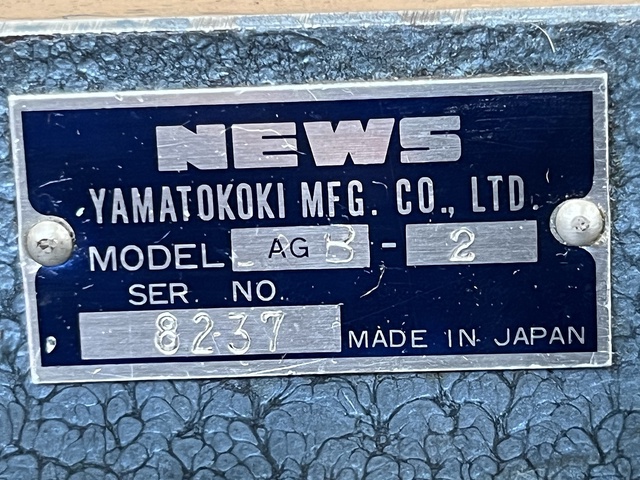 NEWS
YAMATOKOKI MFG. CO., LTD.
MODEL AG B - 2
SER. NO.
8237
MADE IN JAPAN